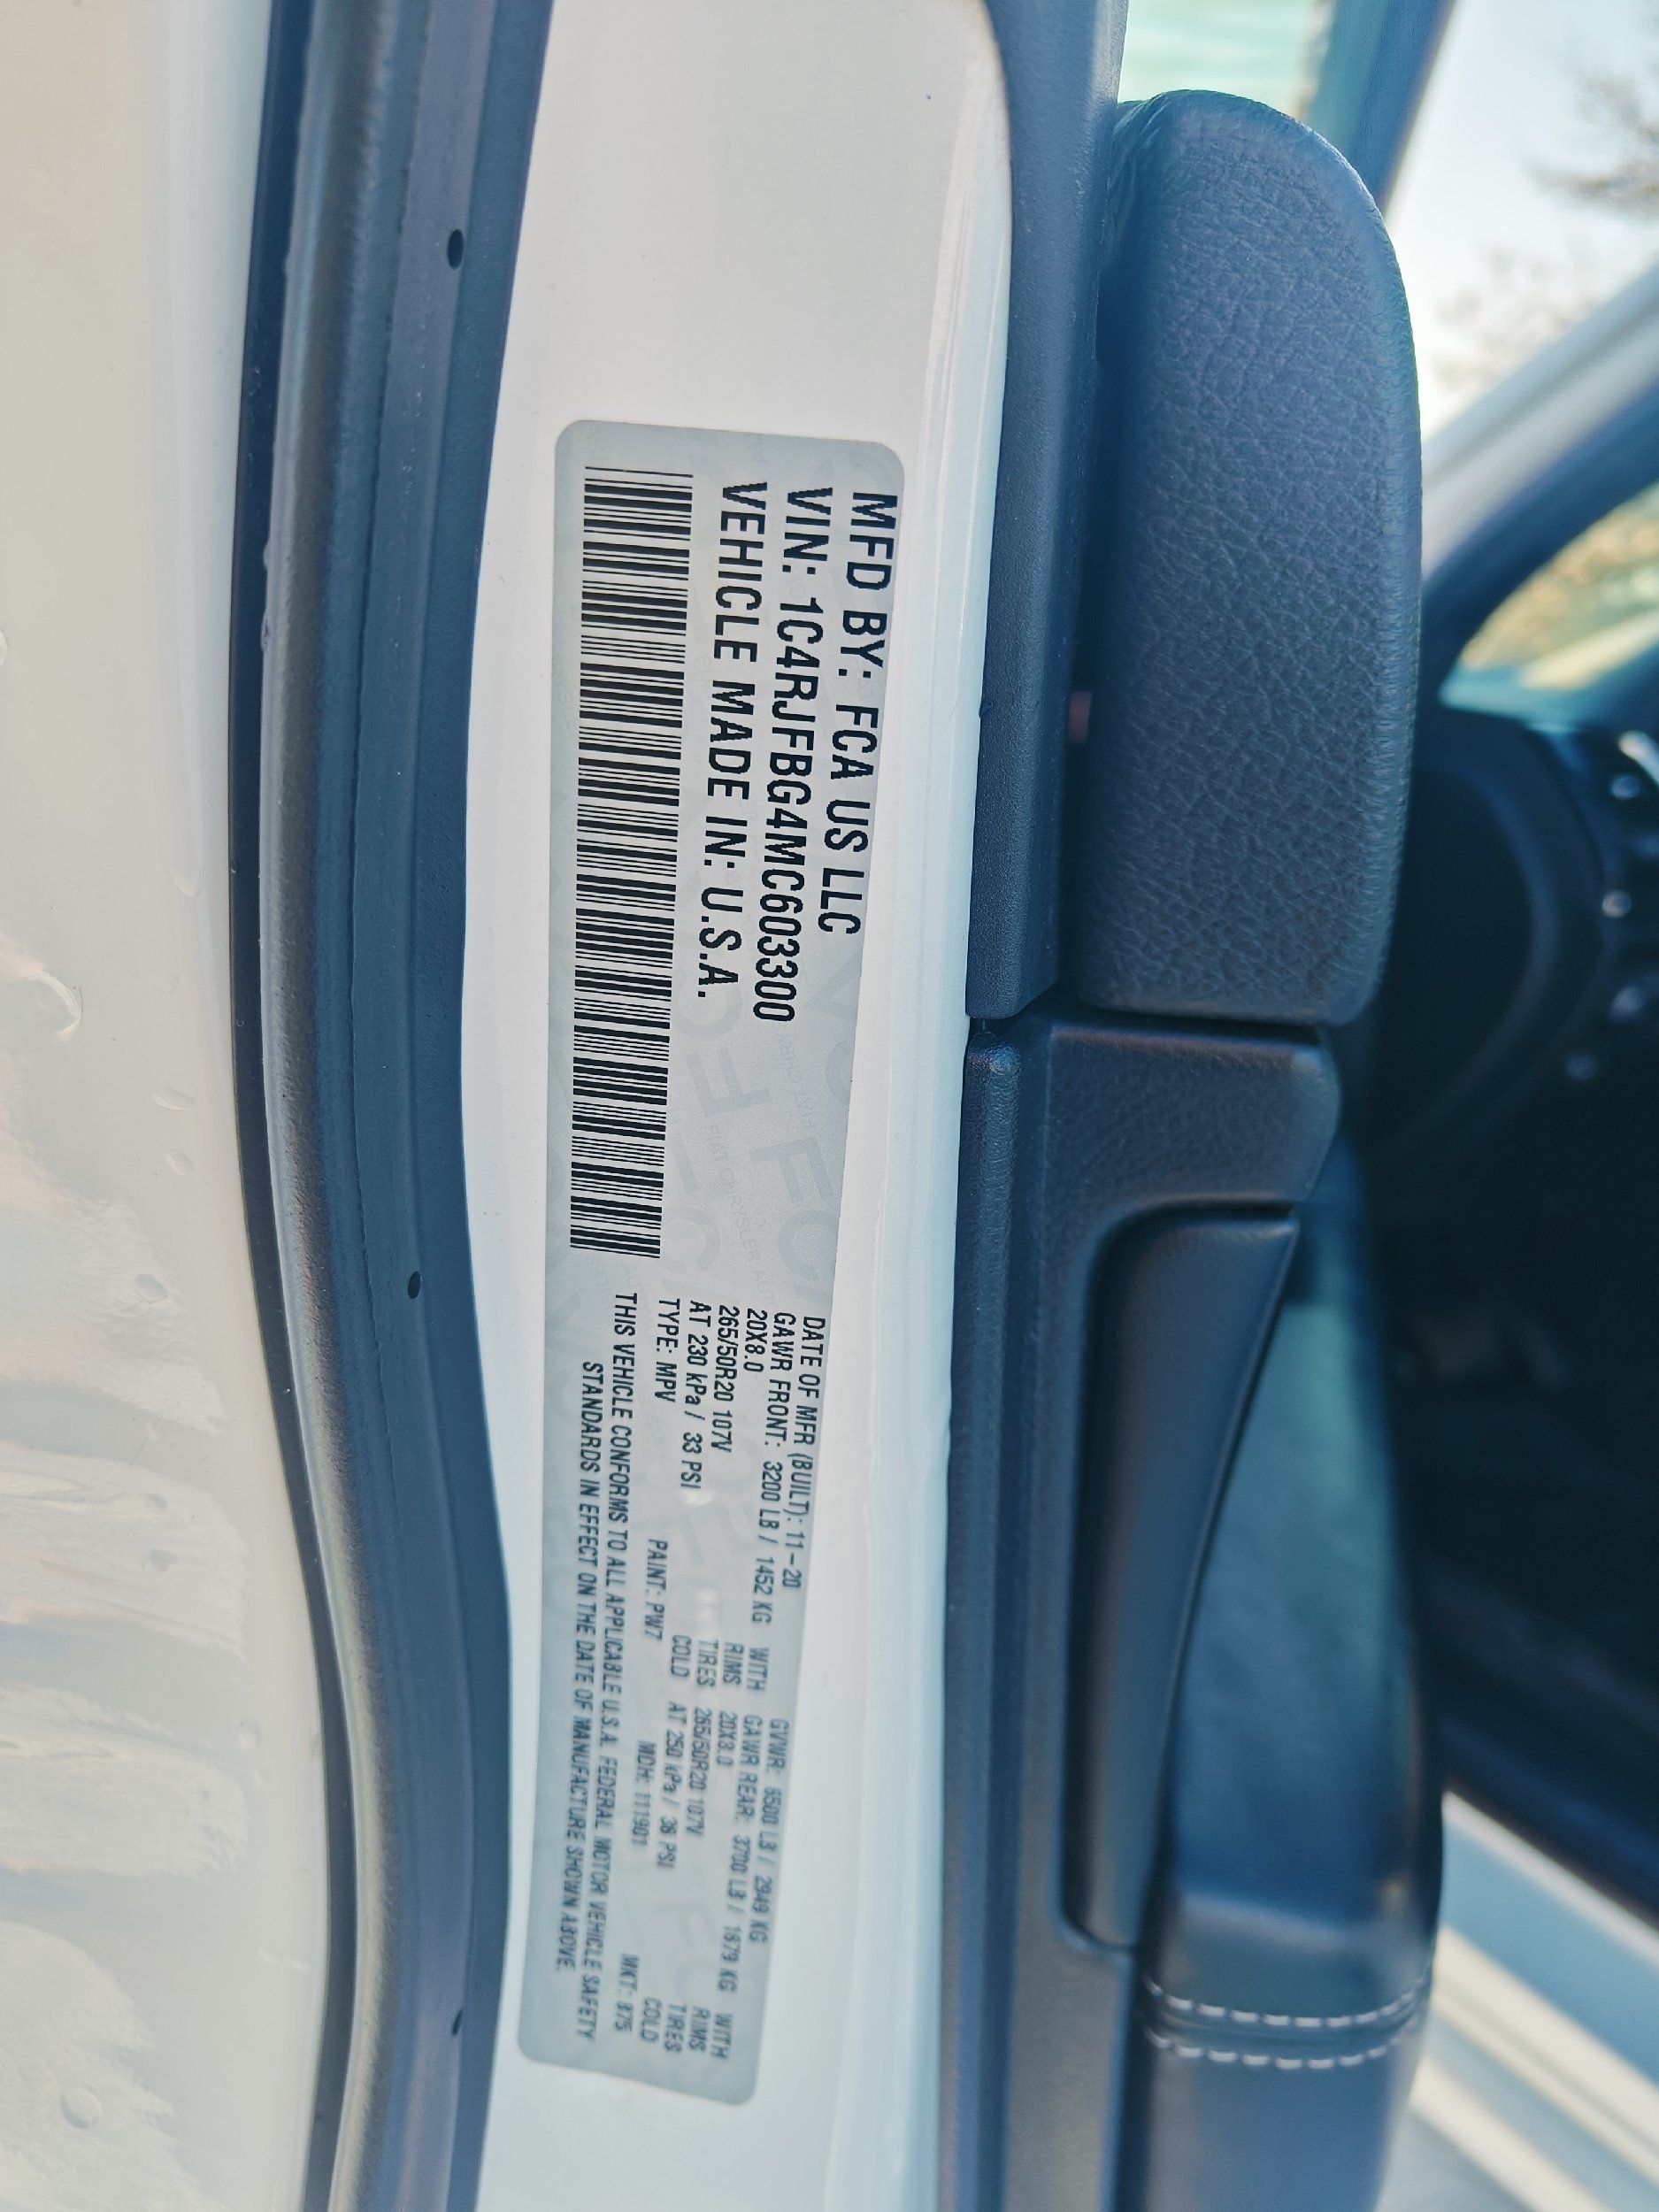 MFD BY: FCA US LLC
VIN: 1C4RJFBG4MC603300
VEHICLE MADE IN: U.S.A.
DATE OF MFR (BUILT): 11-20 GVWR: 6500 LB / 2949 KG
GAWR FRONT: 3200 LB / 1452 KG WITH GAWR REAR: 3700 LB / 1679 KG WITH
20X8.0 RIMS 20X8.0 RIMS
265/50R20 107V TIRES 265/50R20 107V TIRES
AT 230 kPa / 33 PSI COLD AT 250 kPa / 36 PSI COLD
TYPE: MPV PAINT: PW7 MDH: 111901 MKT: 875
THIS VEHICLE CONFORMS TO ALL APPLICABLE U.S.A. FEDERAL MOTOR VEHICLE SAFETY
STANDARDS IN EFFECT ON THE DATE OF MANUFACTURE SHOWN ABOVE.